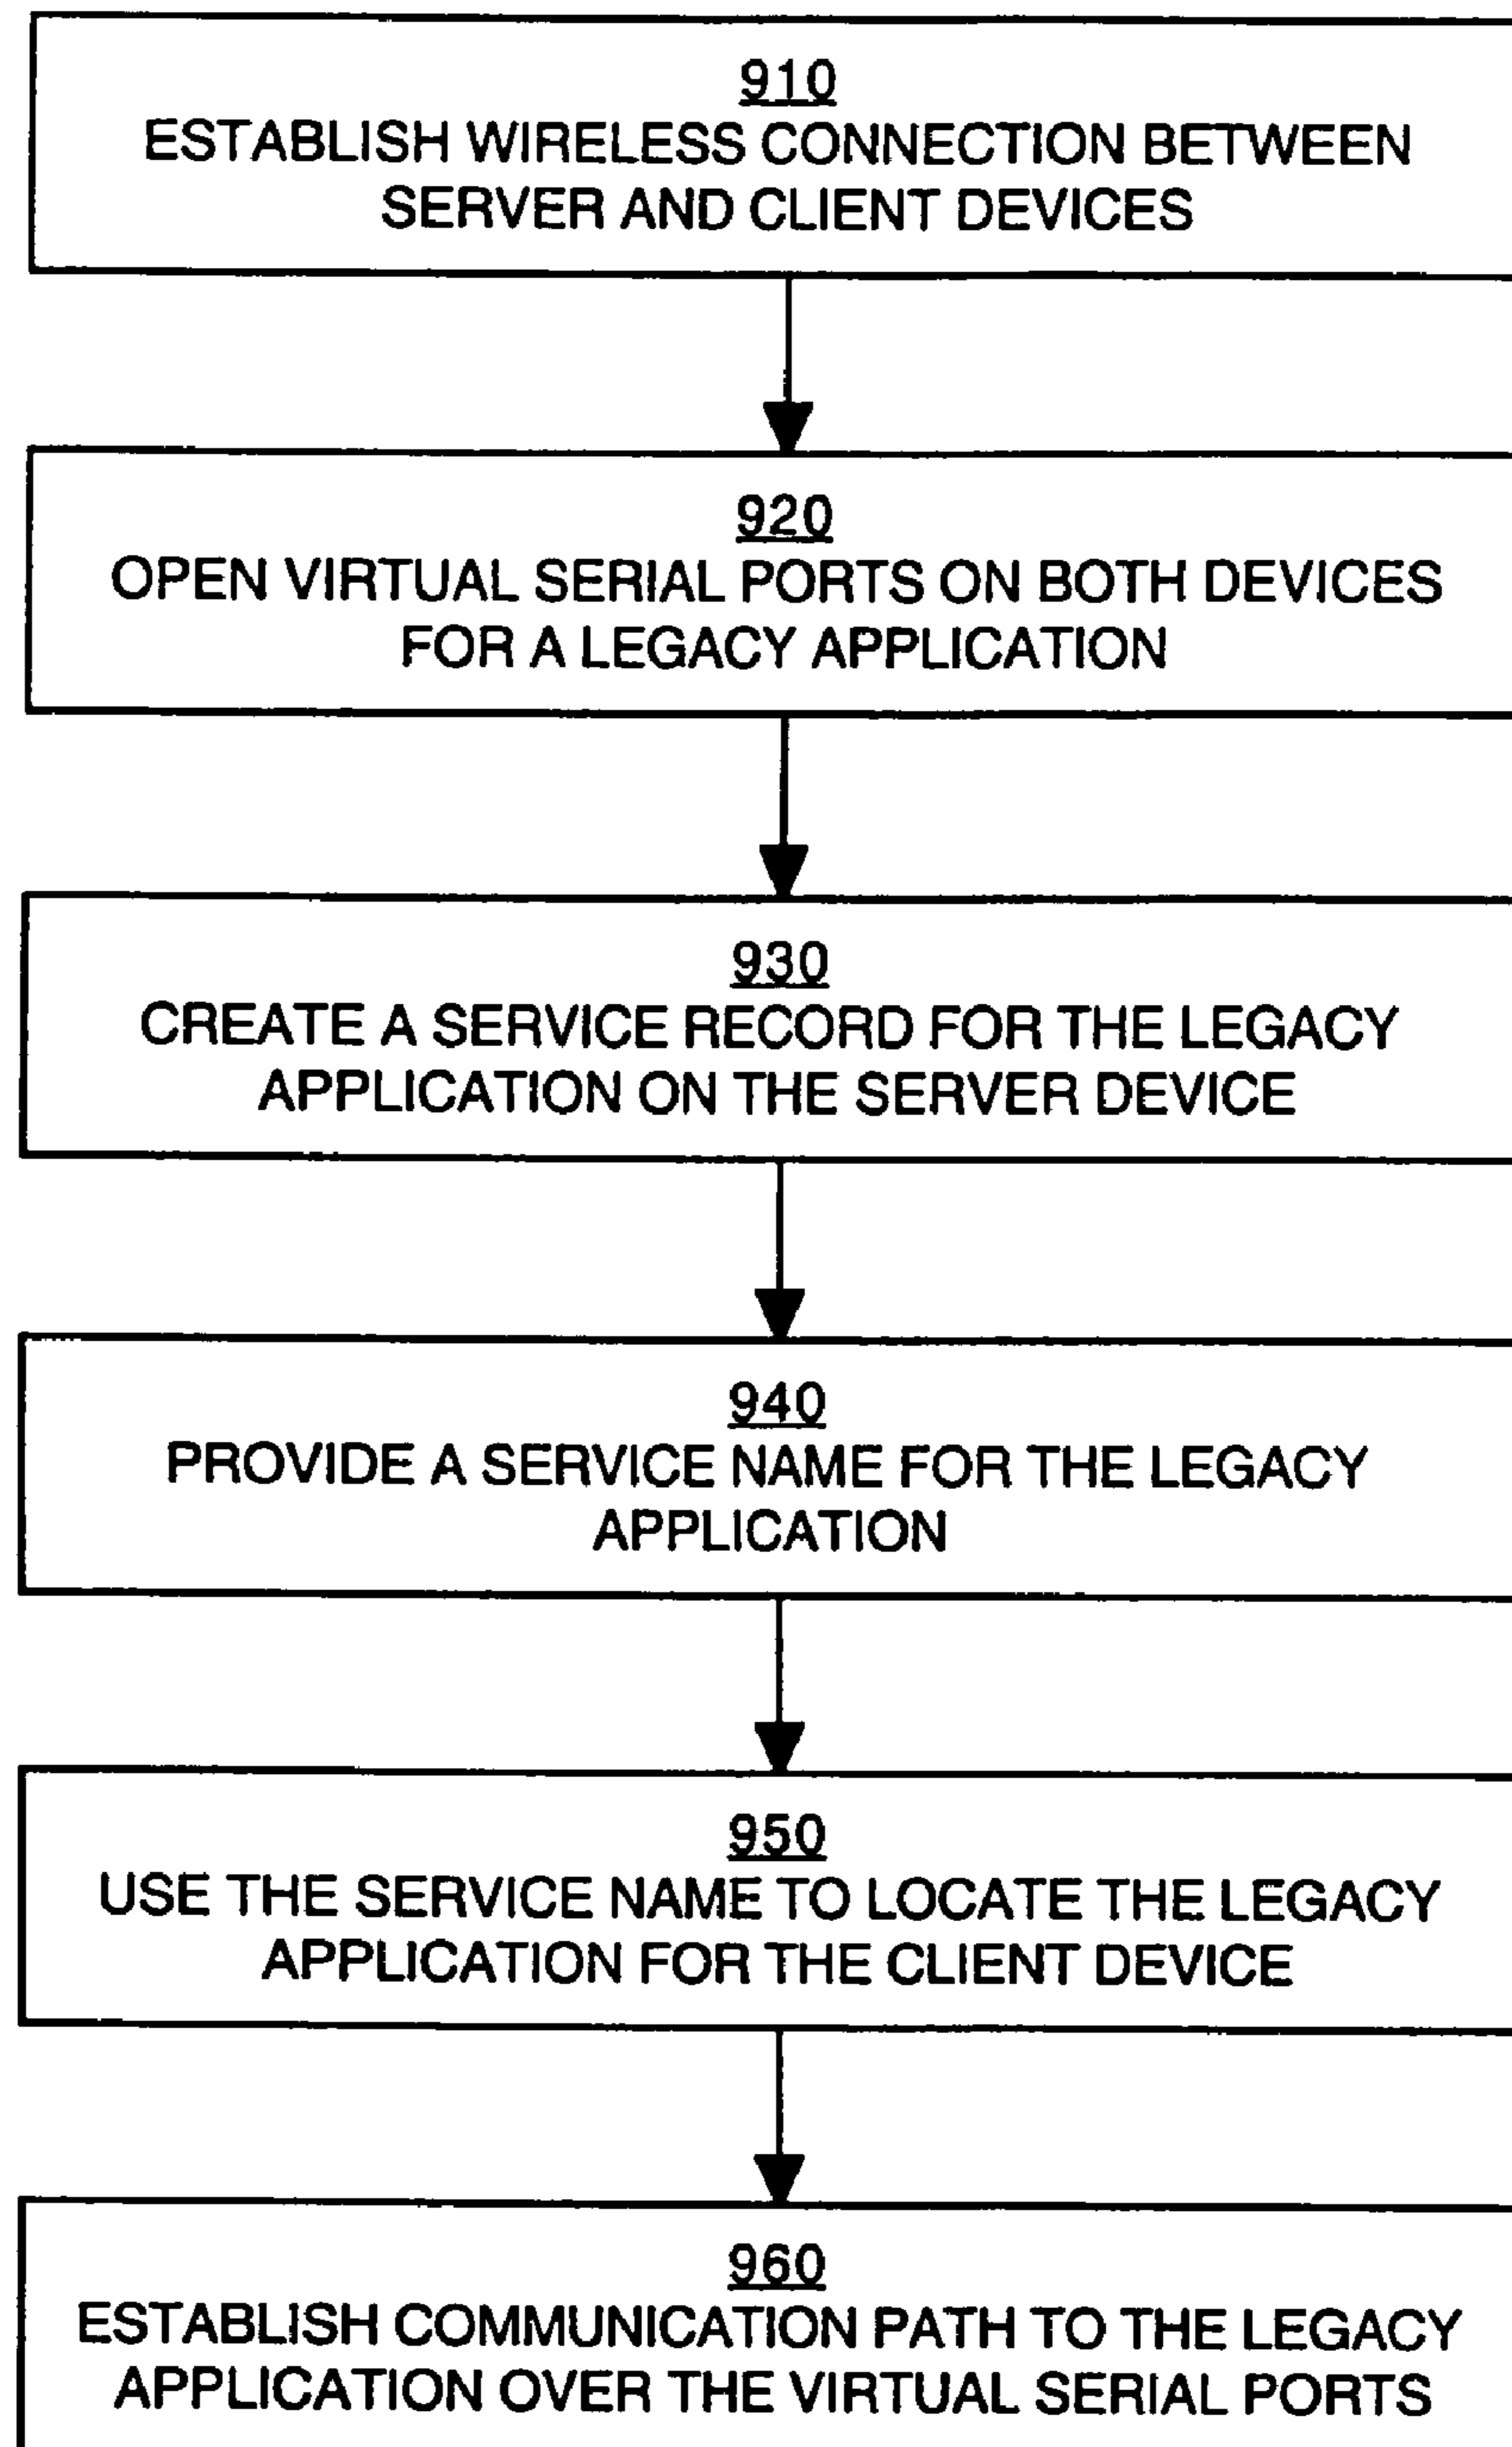 910
ESTABLISH WIRELESS CONNECTION BETWEEN
SERVER AND CLIENT DEVICES
920
OPEN VIRTUAL SERIAL PORTS ON BOTH DEVICES
FOR A LEGACY APPLICATION
930
CREATE A SERVICE RECORD FOR THE LEGACY
APPLICATION ON THE SERVER DEVICE
940
PROVIDE A SERVICE NAME FOR THE LEGACY
APPLICATION
950
USE THE SERVICE NAME TO LOCATE THE LEGACY
APPLICATION FOR THE CLIENT DEVICE
960
ESTABLISH COMMUNICATION PATH TO THE LEGACY
APPLICATION OVER THE VIRTUAL SERIAL PORTS